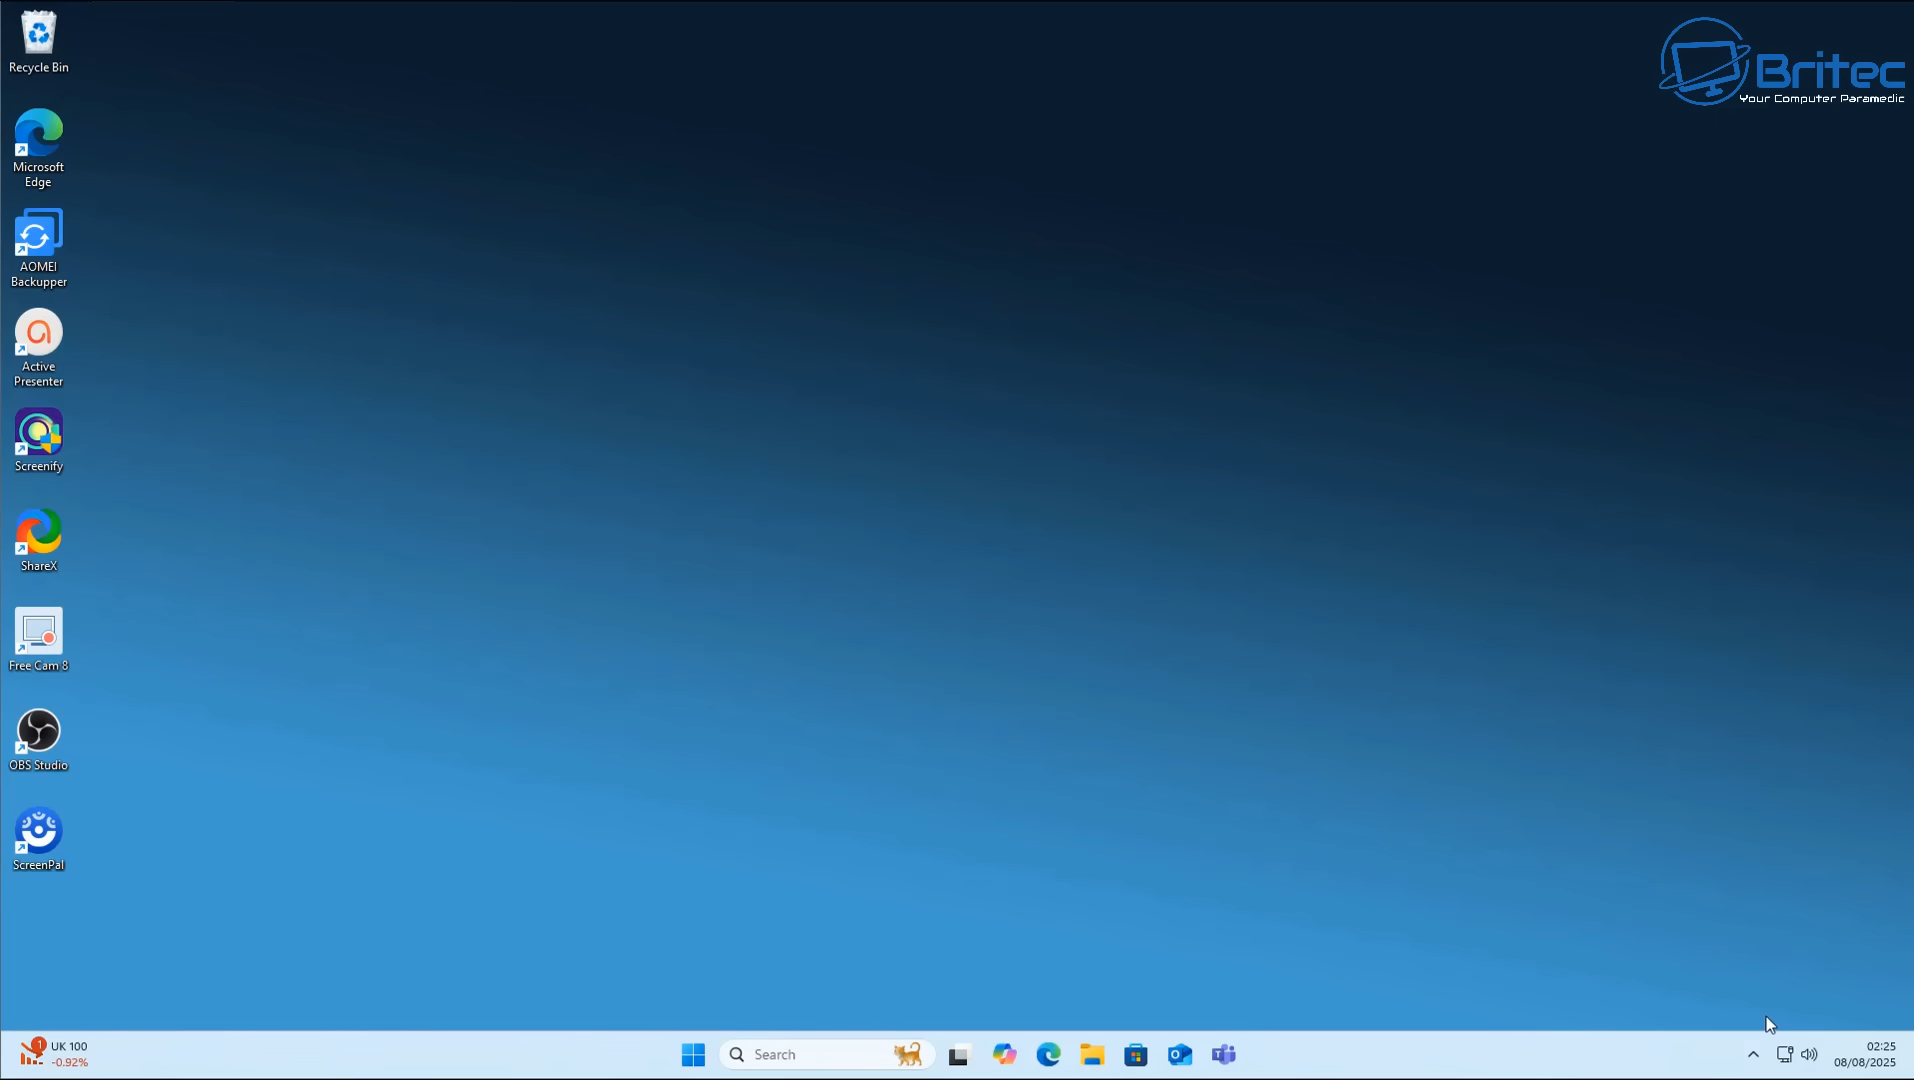 Recycle Bin
Microsoft
Edge
AOMEI
Backupper
Active
Presenter
Screenify
ShareX
Free Cam 8
OBS Studio
ScreenPal
Britec
Your Computer Paramedic
1
UK 100
-0.92%
Search
02:25
08/08/2025